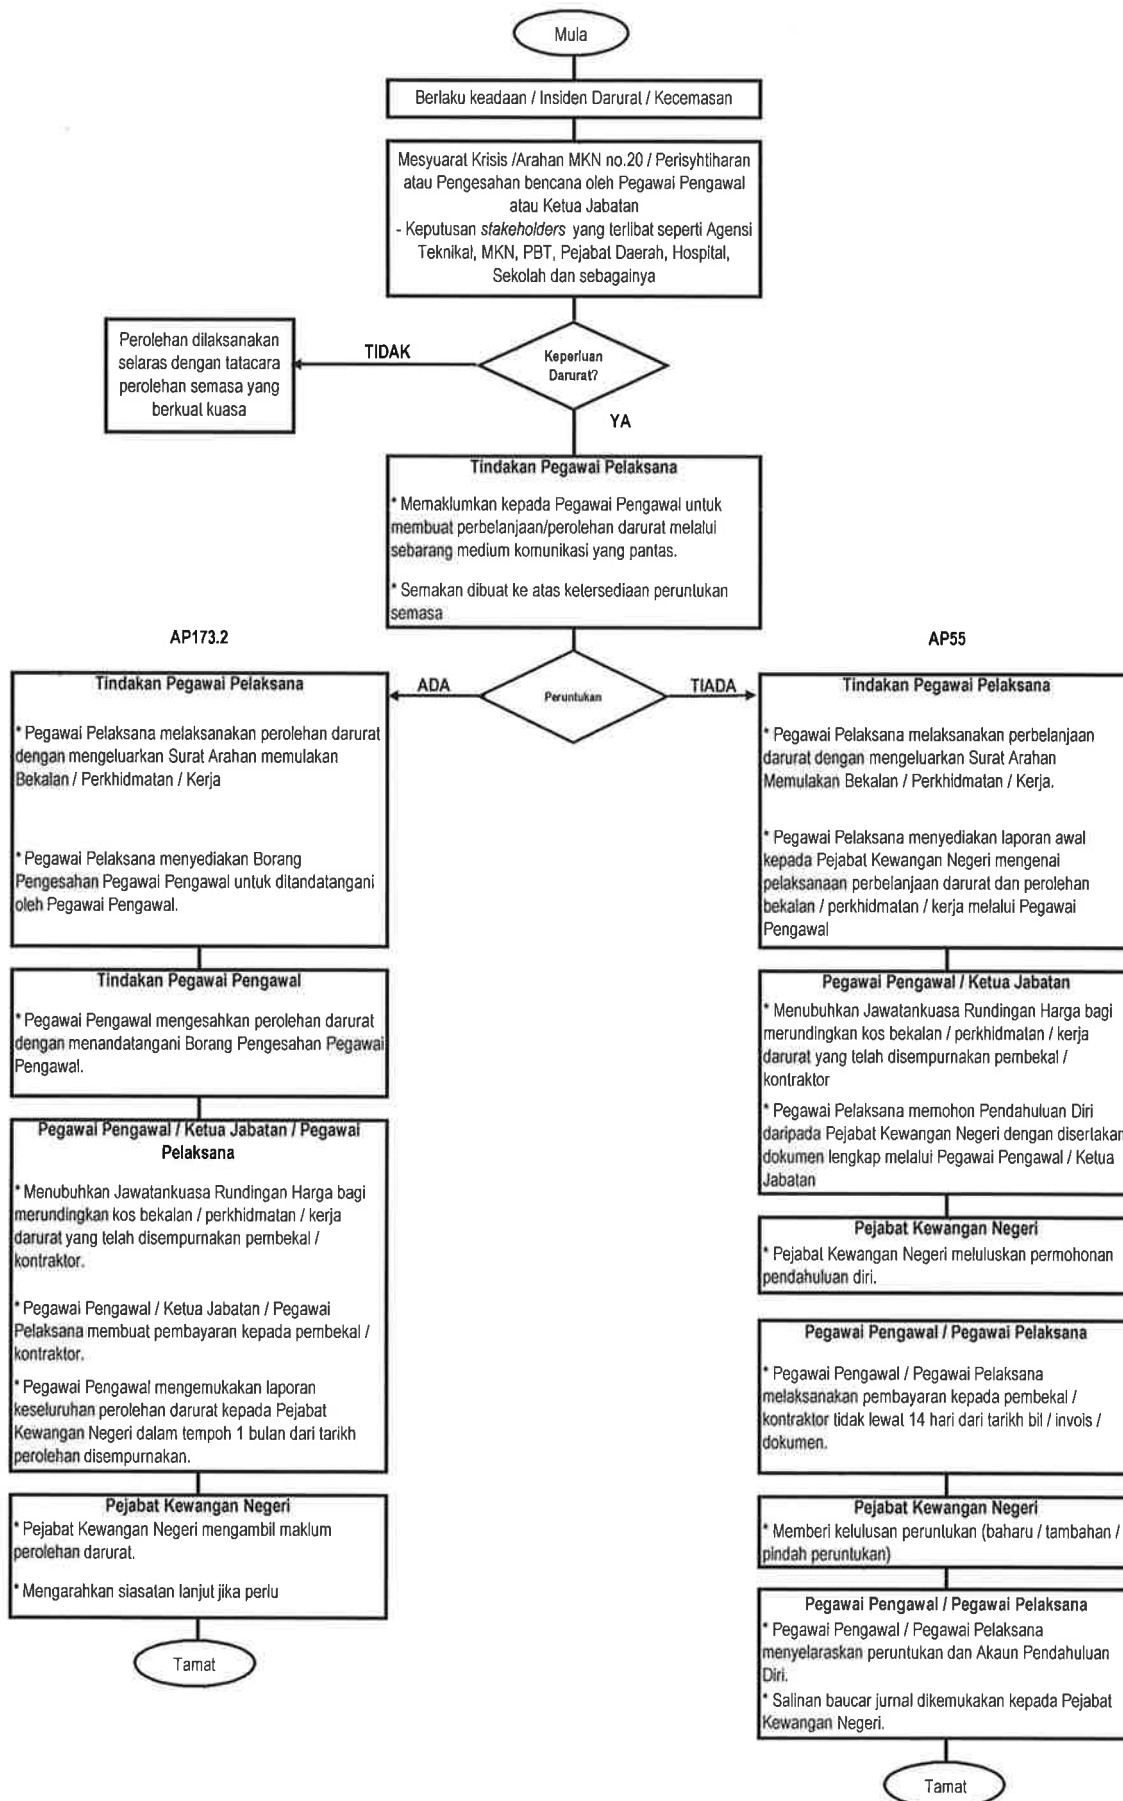 Mula
Berlaku keadaan / Insiden Darurat / Kecemasan
Mesyuarat Krisis /Arahan MKN no.20 / Perisyhtiharan
atau Pengesahan bencana oleh Pegawai Pengawal
atau Ketua Jabatan
- Keputusan stakeholders yang terlibat seperti Agensi
Teknikal, MKN, PBT, Pejabat Daerah, Hospital,
Sekolah dan sebagainya
Keperluan
Darurat?
TIDAK
Perolehan dilaksanakan
selaras dengan tatacara
perolehan semasa yang
berkuat kuasa
YA
Tindakan Pegawai Pelaksana
* Memaklumkan kepada Pegawai Pengawal untuk
membuat perbelanjaan/perolehan darurat melalui
sebarang medium komunikasi yang pantas.
* Semakan dibuat ke atas ketersediaan peruntukan
semasa
Peruntukan
ADA
TIADA
AP173.2
Tindakan Pegawai Pelaksana
* Pegawai Pelaksana melaksanakan perolehan darurat
dengan mengeluarkan Surat Arahan memulakan
Bekalan / Perkhidmatan / Kerja
* Pegawai Pelaksana menyediakan Borang
Pengesahan Pegawai Pengawal untuk ditandatangani
oleh Pegawai Pengawal.
Tindakan Pegawai Pengawal
* Pegawai Pengawal mengesahkan perolehan darurat
dengan menandatangani Borang Pengesahan Pegawai
Pengawal.
Pegawai Pengawal / Ketua Jabatan / Pegawai
Pelaksana
* Menubuhkan Jawatankuasa Rundingan Harga bagi
merundingkan kos bekalan / perkhidmatan / kerja
darurat yang telah disempurnakan pembekal /
kontraktor.
* Pegawai Pengawal / Ketua Jabatan / Pegawai
Pelaksana membuat pembayaran kepada pembekal /
kontraktor.
* Pegawai Pengawal mengemukakan laporan
keseluruhan perolehan darurat kepada Pejabat
Kewangan Negeri dalam tempoh 1 bulan dari tarikh
perolehan disempurnakan.
Pejabat Kewangan Negeri
* Pejabat Kewangan Negeri mengambil maklum
perolehan darurat.
* Mengarahkan siasatan lanjut jika perlu
Tamat
AP55
Tindakan Pegawai Pelaksana
* Pegawai Pelaksana melaksanakan perbelanjaan
darurat dengan mengeluarkan Surat Arahan
Memulakan Bekalan / Perkhidmatan / Kerja.
* Pegawai Pelaksana menyediakan laporan awal
kepada Pejabat Kewangan Negeri mengenai
pelaksanaan perbelanjaan darurat dan perolehan
bekalan / perkhidmatan / kerja melalui Pegawai
Pengawal
Pegawai Pengawal / Ketua Jabatan
* Menubuhkan Jawatankuasa Rundingan Harga bagi
merundingkan kos bekalan / perkhidmatan / kerja
darurat yang telah disempurnakan pembekal /
kontraktor
* Pegawai Pelaksana memohon Pendahuluan Diri
daripada Pejabat Kewangan Negeri dengan disertakan
dokumen lengkap melalui Pegawai Pengawal / Ketua
Jabatan
Pejabat Kewangan Negeri
* Pejabat Kewangan Negeri meluluskan permohonan
pendahuluan diri.
Pegawai Pengawal / Pegawai Pelaksana
* Pegawai Pengawal / Pegawai Pelaksana
melaksanakan pembayaran kepada pembekal /
kontraktor tidak lewat 14 hari dari tarikh bil / invois /
dokumen.
Pejabat Kewangan Negeri
* Memberi kelulusan peruntukan (baharu / tambahan /
pindah peruntukan)
Pegawai Pengawal / Pegawai Pelaksana
* Pegawai Pengawal / Pegawai Pelaksana
menyelaraskan peruntukan dan Akaun Pendahuluan
Diri.
* Salinan baucar jurnal dikemukakan kepada Pejabat
Kewangan Negeri.
Tamat